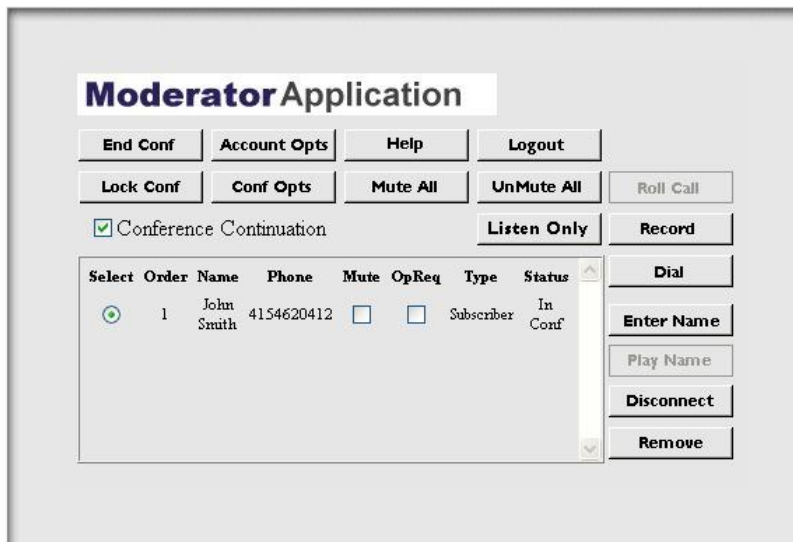 Moderator Application
End Conf Account Opts Help Logout
Lock Conf Conf Opts Mute All UnMute All Roll Call
Conference Continuation Listen Only Record
Dial
Select Order Name Phone Mute OpReq Type Status
1 John Smith 4154620412 Subscriber In Conf
Enter Name
Play Name
Disconnect
Remove